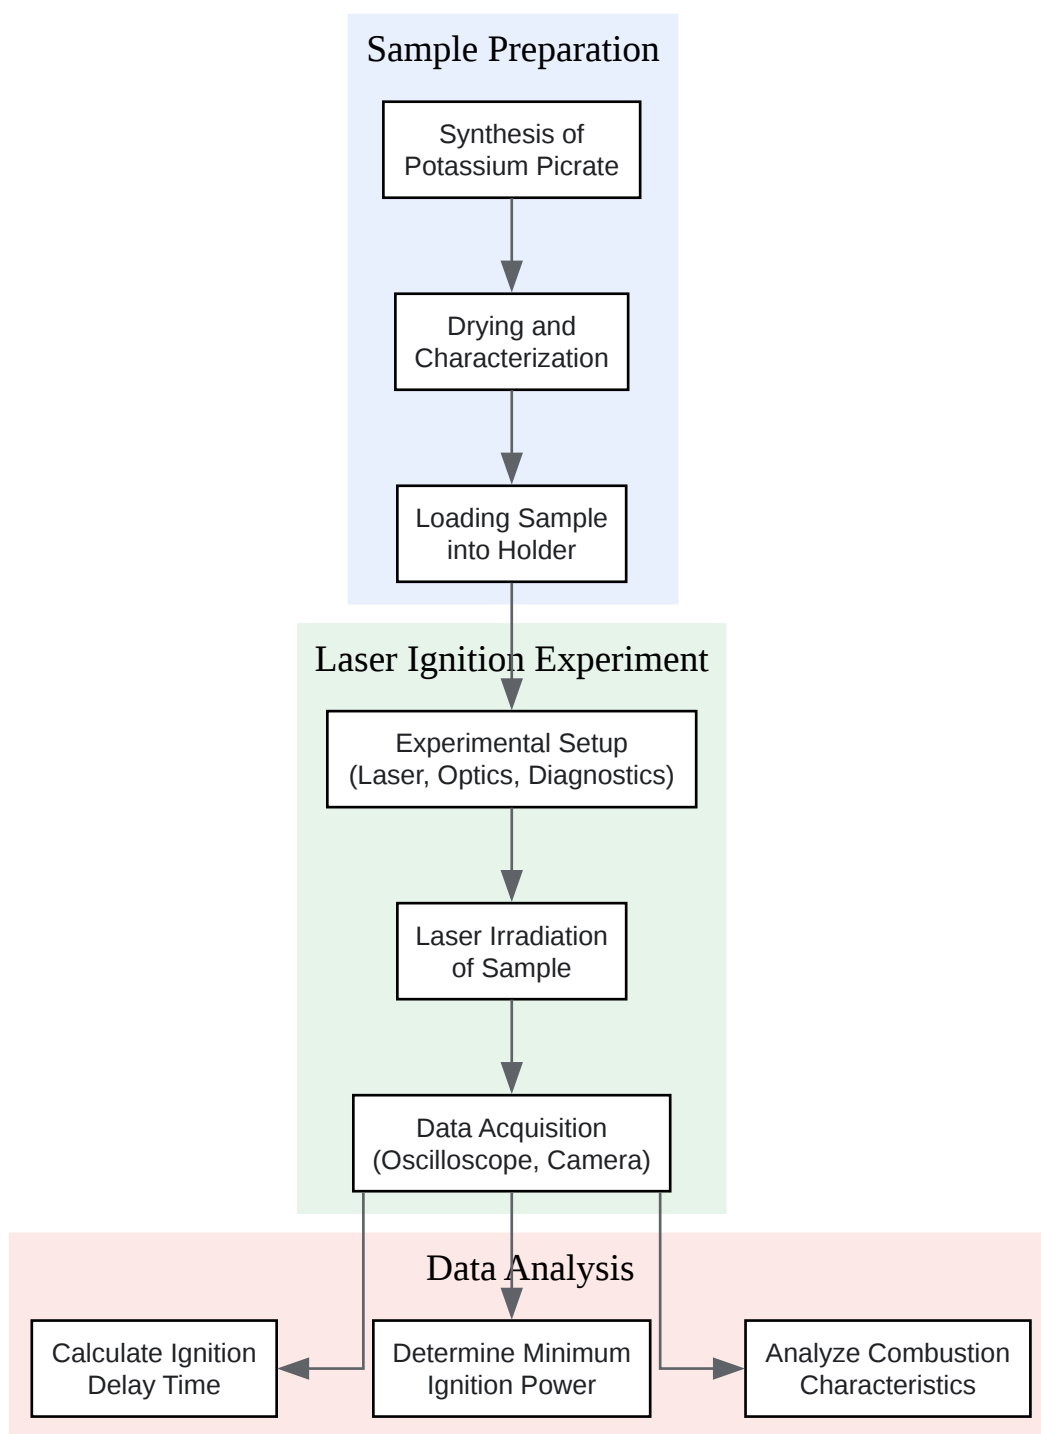 Sample Preparation
Synthesis of
Potassium Picrate
Drying and
Characterization
Loading Sample
into Holder
Laser Ignition Experiment
Experimental Setup
(Laser, Optics, Diagnostics)
Laser Irradiation
of Sample
Data Acquisition
(Oscilloscope, Camera)
Data Analysis
Calculate Ignition
Delay Time
Determine Minimum
Ignition Power
Analyze Combustion
Characteristics